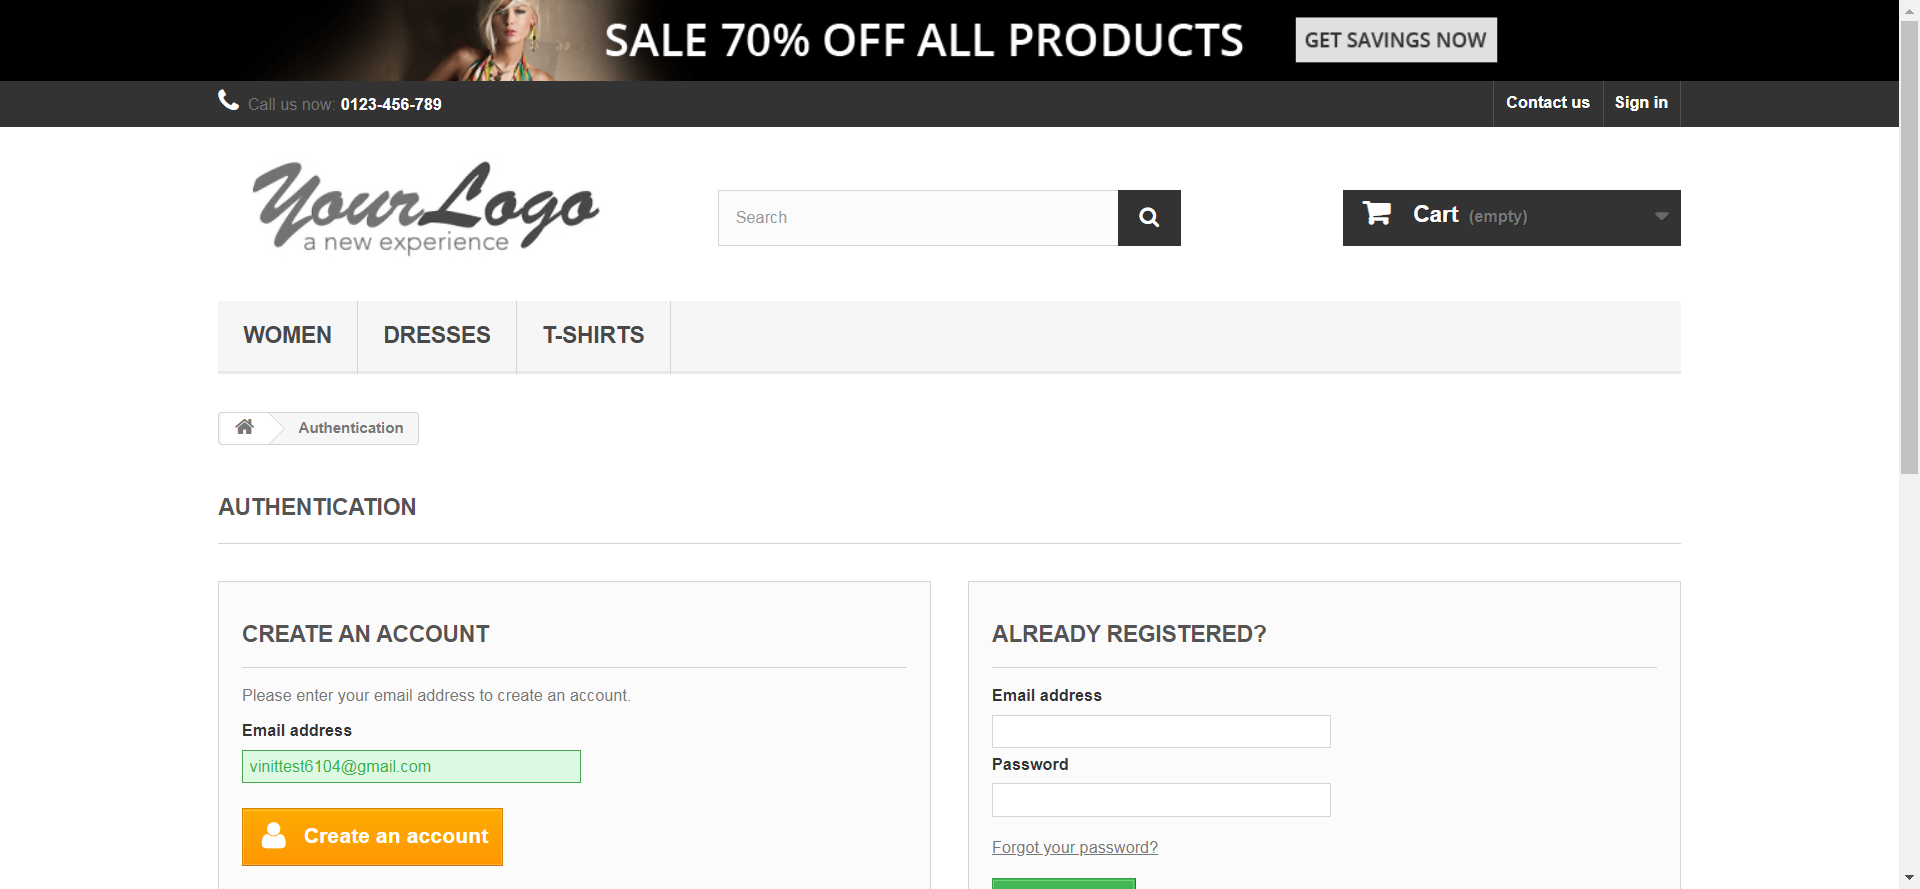 SALE 70% OFF ALL PRODUCTS
GET SAVINGS NOW
Call us now: 0123-456-789
Contact us
Sign in
YourLogo
a new experience
Search
Cart (empty)
WOMEN
DRESSES
T-SHIRTS
Authentication
AUTHENTICATION
CREATE AN ACCOUNT
Please enter your email address to create an account.
Email address
vinittest6104@gmail.com
Create an account
ALREADY REGISTERED?
Email address
Password
Forgot your password?